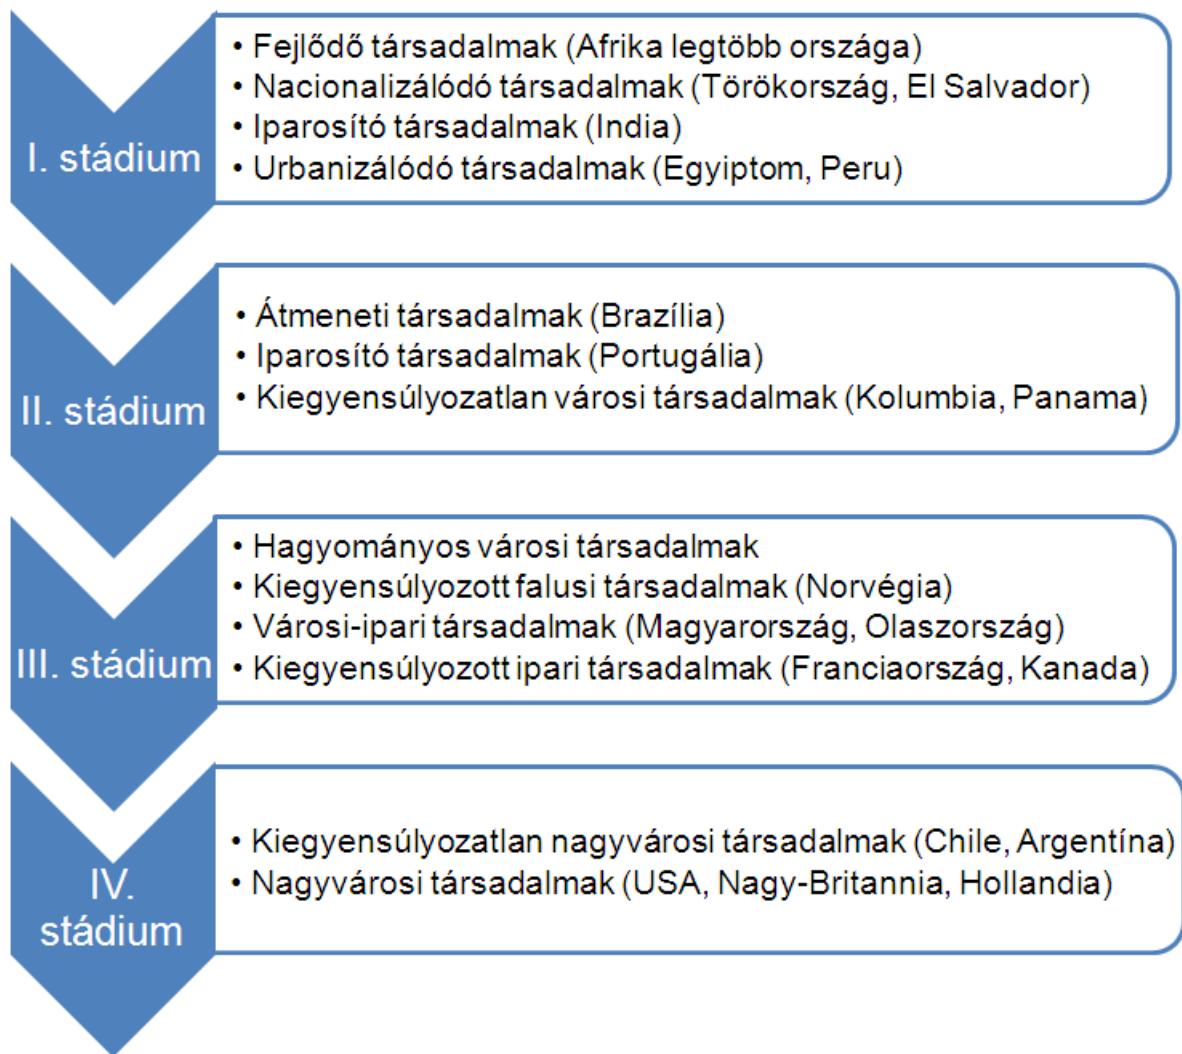 I. stádium
• Fejlődő társadalmak (Afrika legtöbb országa)
• Nacionalizálódó társadalmak (Törökország, El Salvador)
• Iparosító társadalmak (India)
• Urbanizálódó társadalmak (Egyiptom, Peru)
II. stádium
• Átmeneti társadalmak (Brazília)
• Iparosító társadalmak (Portugália)
• Kiegyensúlyozatlan városi társadalmak (Kolumbia, Panama)
III. stádium
• Hagyományos városi társadalmak
• Kiegyensúlyozott falusi társadalmak (Norvégia)
• Városi-ipari társadalmak (Magyarország, Olaszország)
• Kiegyensúlyozott ipari társadalmak (Franciaország, Kanada)
IV.
stádium
• Kiegyensúlyozatlan nagyvárosi társadalmak (Chile, Argentína)
• Nagyvárosi társadalmak (USA, Nagy-Britannia, Hollandia)